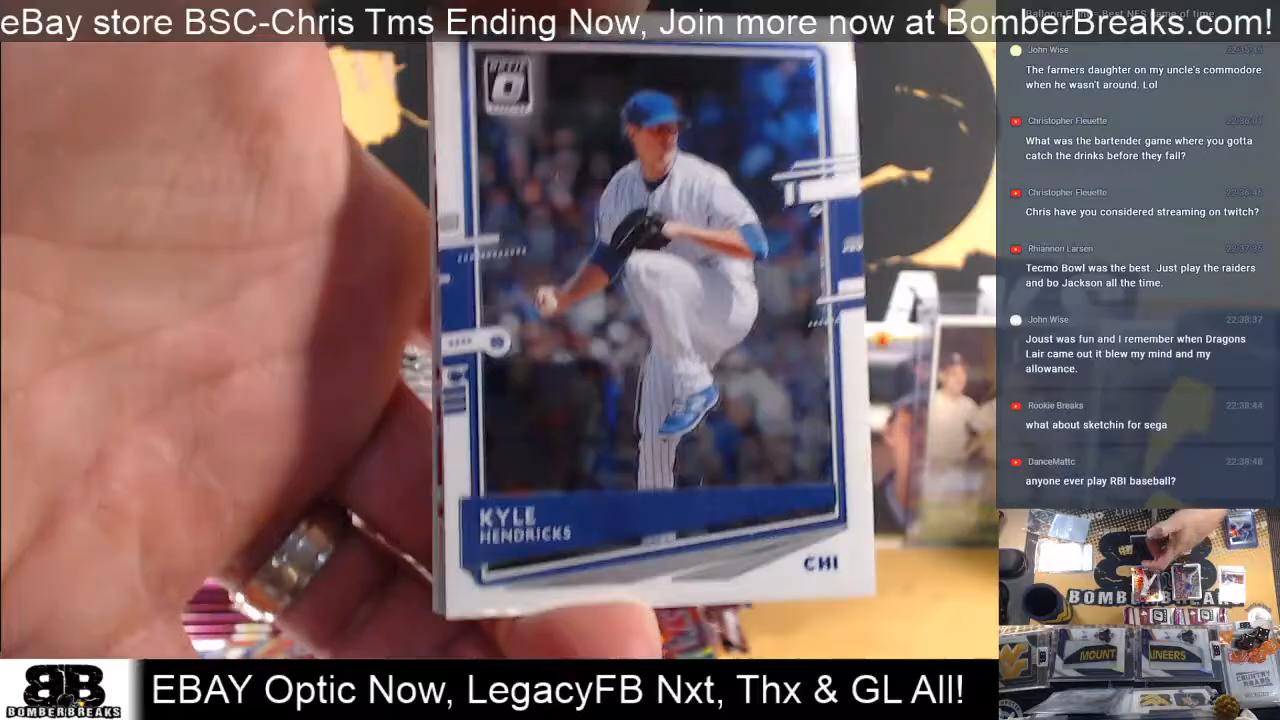 eBay store BSC-Chris Tms Ending Now, Join more now at BomberBreaks.com!
John Wise
The farmers daughter on my uncle's commodore
when he wasn't around. Lol
Christopher Fleuette
What was the bartender game where you gotta
catch the drinks before they fall?
Christopher Fleuette
Chris have you considered streaming on twitch?
Rhiannon Larsen
Tecmo Bowl was the best. Just play the raiders
and bo Jackson all the time.
John Wise 22:38:37
Joust was fun and I remember when Dragons
Lair came out it blew my mind and my
allowance.
Rookie Breaks 22:38:44
what about sketchin for sega
DanceMattc 22:38:48
anyone ever play RBI baseball?
KYLE
HENDRICKS
CHI
BOMBERBREAK
MOUNT
AINEERS
BB
BOMBERBREAKS
EBAY Optic Now, LegacyFB Nxt, Thx & GL All!